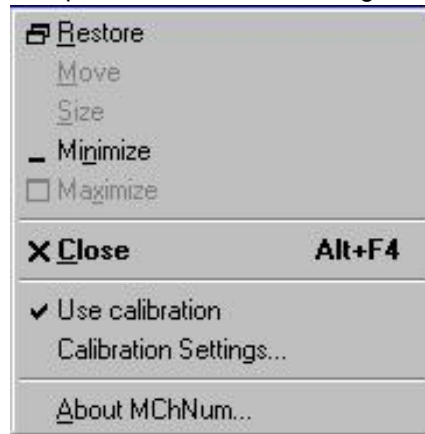 Restore
Move
Size
Minimize
Maximize
Close Alt+F4
Use calibration
Calibration Settings...
About MChNum...